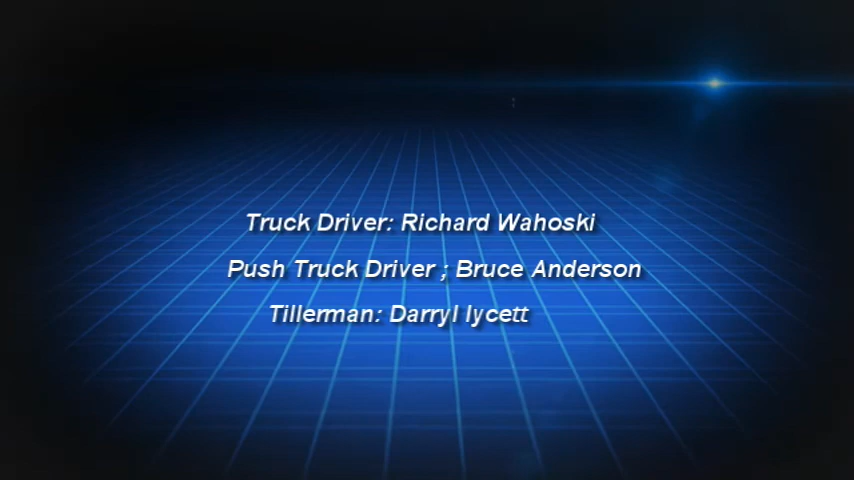 Truck Driver: Richard Wahoski
Push Truck Driver ; Bruce Anderson
Tillerman: Darryl lycett